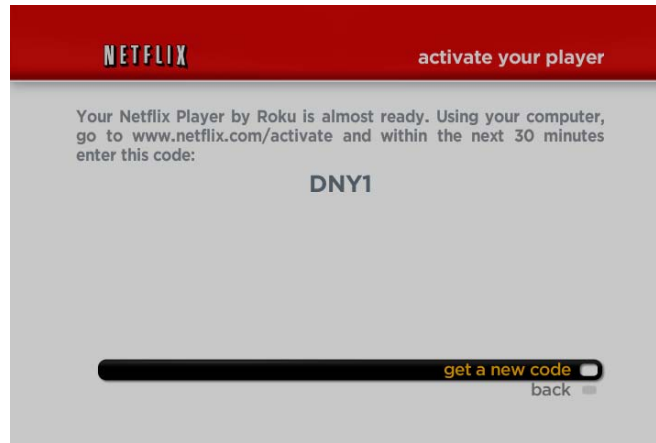 NETFLIX
activate your player
Your Netflix Player by Roku is almost ready. Using your computer,
go to www.netflix.com/activate and within the next 30 minutes
enter this code:
DNY1
get a new code
back